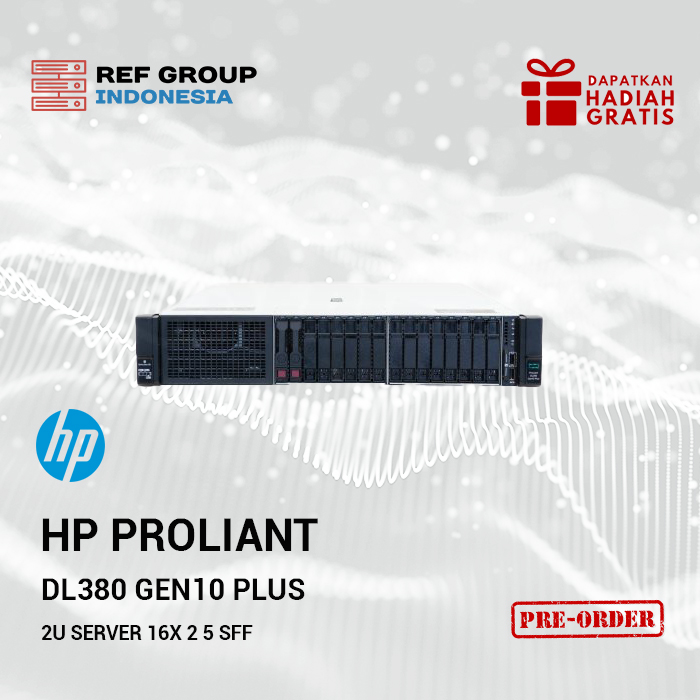 REF GROUP
INDONESIA
DAPATKAN
HADIAH
GRATIS
hp
HP PROLIANT
DL380 GEN10 PLUS
2U SERVER 16X 2 5 SFF
PRE-ORDER